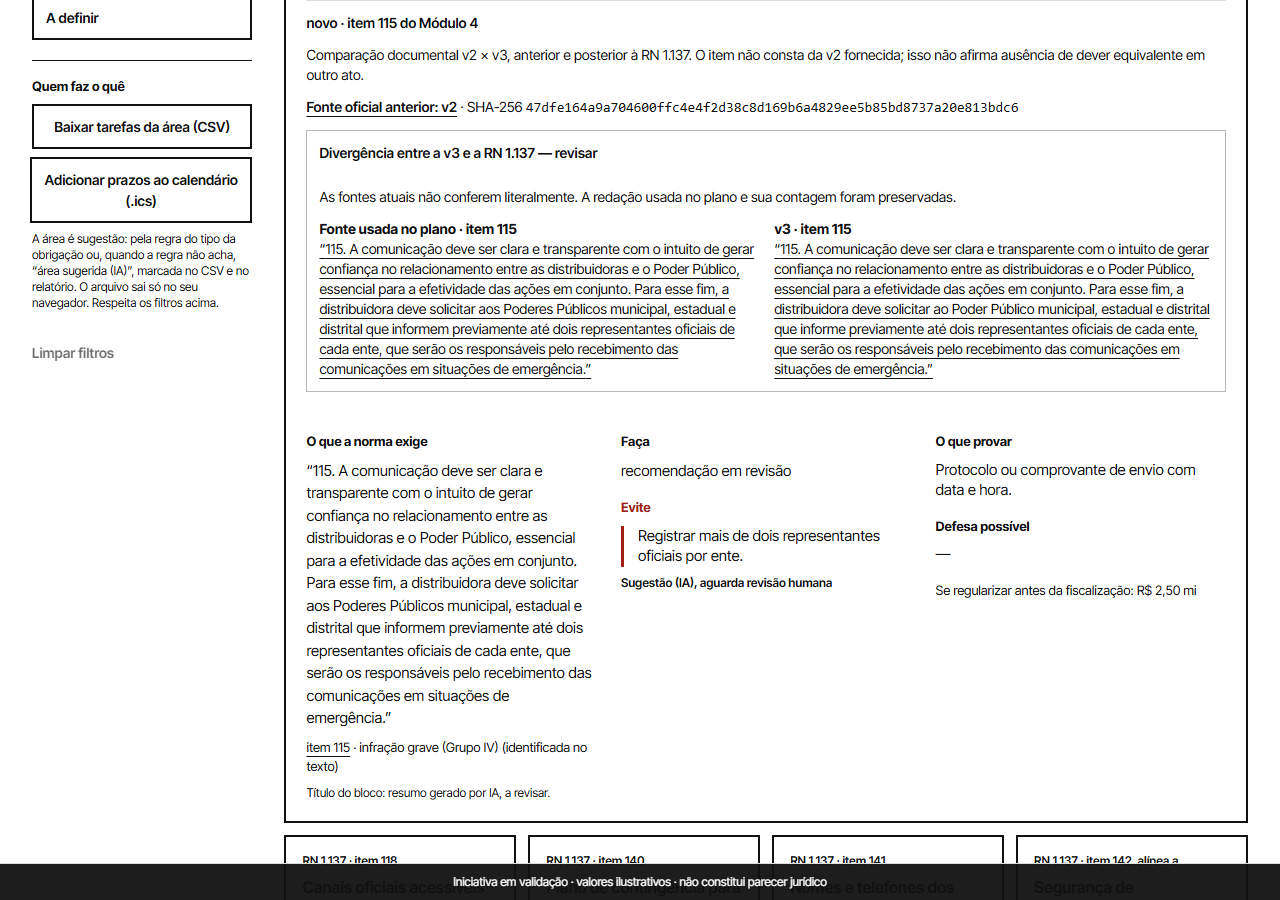 A definir
Quem faz o quê
Baixar tarefas da área (CSV)
Adicionar prazos ao calendário
(.ics)
A área é sugestão: pela regra do tipo da
obrigação ou, quando a regra não acha,
“área sugerida (IA)”, marcada no CSV e no
relatório. O arquivo sai só no seu
navegador. Respeita os filtros acima.
Limpar filtros
novo · item 115 do Módulo 4
Comparação documental v2 × v3, anterior e posterior à RN 1.137. O item não consta da v2 fornecida; isso não afirma ausência de dever equivalente em
outro ato.
Fonte oficial anterior: v2 · SHA-256 47dfe164a9a704600ffc4e4f2d38c8d169b6a4829ee5b85bd8737a20e813bdc6
Divergência entre a v3 e a RN 1.137 — revisar
As fontes atuais não conferem literalmente. A redação usada no plano e sua contagem foram preservadas.
Fonte usada no plano · item 115
“115. A comunicação deve ser clara e transparente com o intuito de gerar
confiança no relacionamento entre as distribuidoras e o Poder Público,
essencial para a efetividade das ações em conjunto. Para esse fim, a
distribuidora deve solicitar aos Poderes Públicos municipal, estadual e
distrital que informem previamente até dois representantes oficiais de
cada ente, que serão os responsáveis pelo recebimento das
comunicações em situações de emergência.”
v3 · item 115
“115. A comunicação deve ser clara e transparente com o intuito de gerar
confiança no relacionamento entre as distribuidoras e o Poder Público,
essencial para a efetividade das ações em conjunto. Para esse fim, a
distribuidora deve solicitar ao Poder Público municipal, estadual e distrital
que informe previamente até dois representantes oficiais de cada ente,
que serão os responsáveis pelo recebimento das comunicações em
situações de emergência.”
O que a norma exige
“115. A comunicação deve ser clara e
transparente com o intuito de gerar
confiança no relacionamento entre as
distribuidoras e o Poder Público, essencial
para a efetividade das ações em conjunto.
Para esse fim, a distribuidora deve solicitar
aos Poderes Públicos municipal, estadual e
distrital que informem previamente até dois
representantes oficiais de cada ente, que
serão os responsáveis pelo recebimento das
comunicações em situações de
emergência.”
item 115 · infração grave (Grupo IV) (identificada no
texto)
Título do bloco: resumo gerado por IA, a revisar.
Faça
recomendação em revisão
Evite
Registrar mais de dois representantes
oficiais por ente.
Sugestão (IA), aguarda revisão humana
O que provar
Protocolo ou comprovante de envio com
data e hora.
Defesa possível
—
Se regularizar antes da fiscalização: R$ 2,50 mi
RN 1.137 · item 118
Canais oficiais acessíveis
RN 1.137 · item 140
Plano de contingência para
RN 1.137 · item 141
Nomes e telefones dos
RN 1.137 · item 142, alínea a
Segurança de
Iniciativa em validação · valores ilustrativos · não constitui parecer jurídico